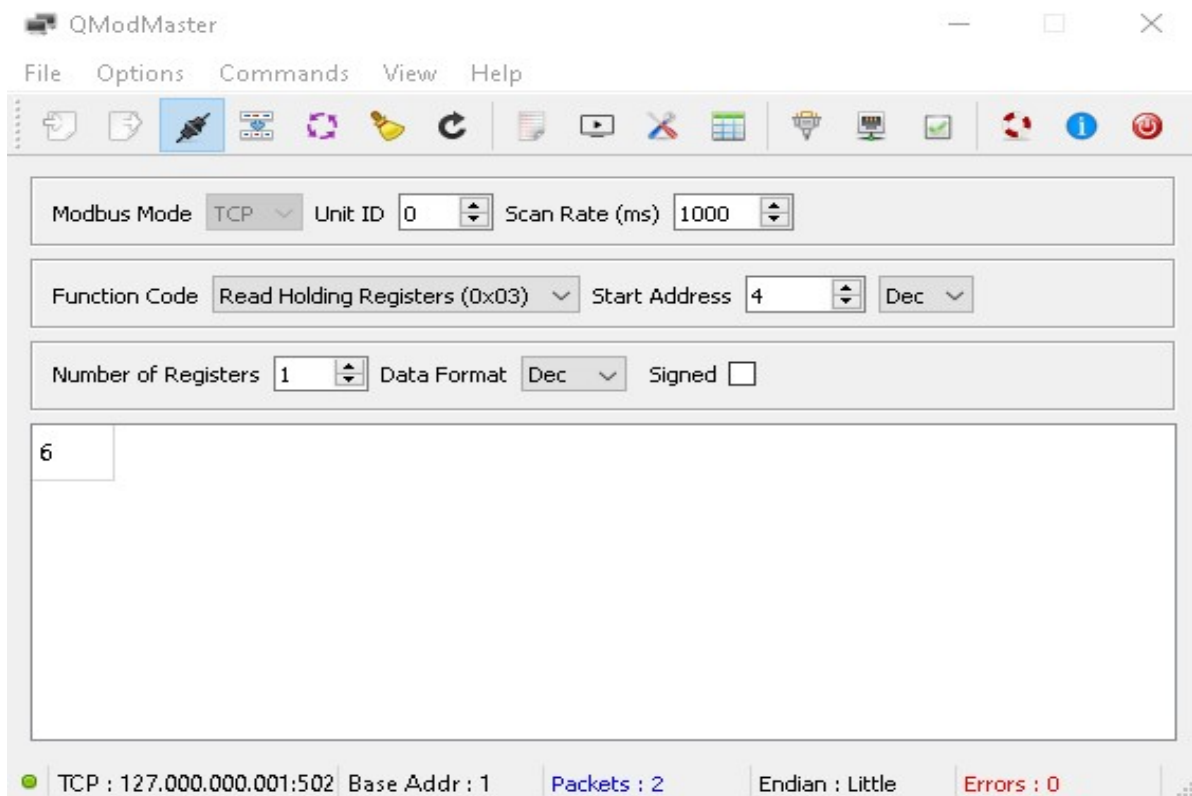 QModMaster
File Options Commands View Help
Modbus Mode TCP Unit ID 0 Scan Rate (ms) 1000
Function Code Read Holding Registers (0x03) Start Address 4 Dec
Number of Registers 1 Data Format Dec Signed
6
TCP : 127.000.000.001:502 Base Addr : 1 Packets : 2 Endian : Little Errors : 0